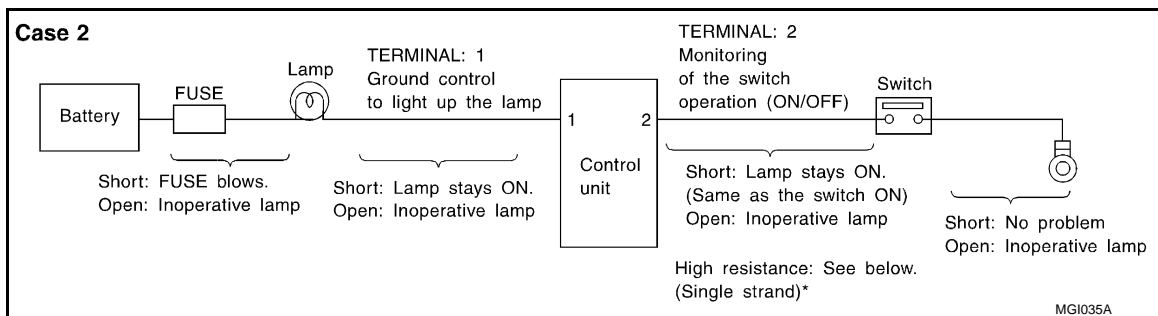 Case 2
TERMINAL: 1
Ground control
to light up the lamp
TERMINAL: 2
Monitoring
of the switch
operation (ON/OFF)
Battery
FUSE
Lamp
1
2
Control
unit
Switch
Short: FUSE blows.
Open: Inoperative lamp
Short: Lamp stays ON.
Open: Inoperative lamp
Short: Lamp stays ON.
(Same as the switch ON)
Open: Inoperative lamp
High resistance: See below.
(Single strand)*
Short: No problem
Open: Inoperative lamp
MGI035A